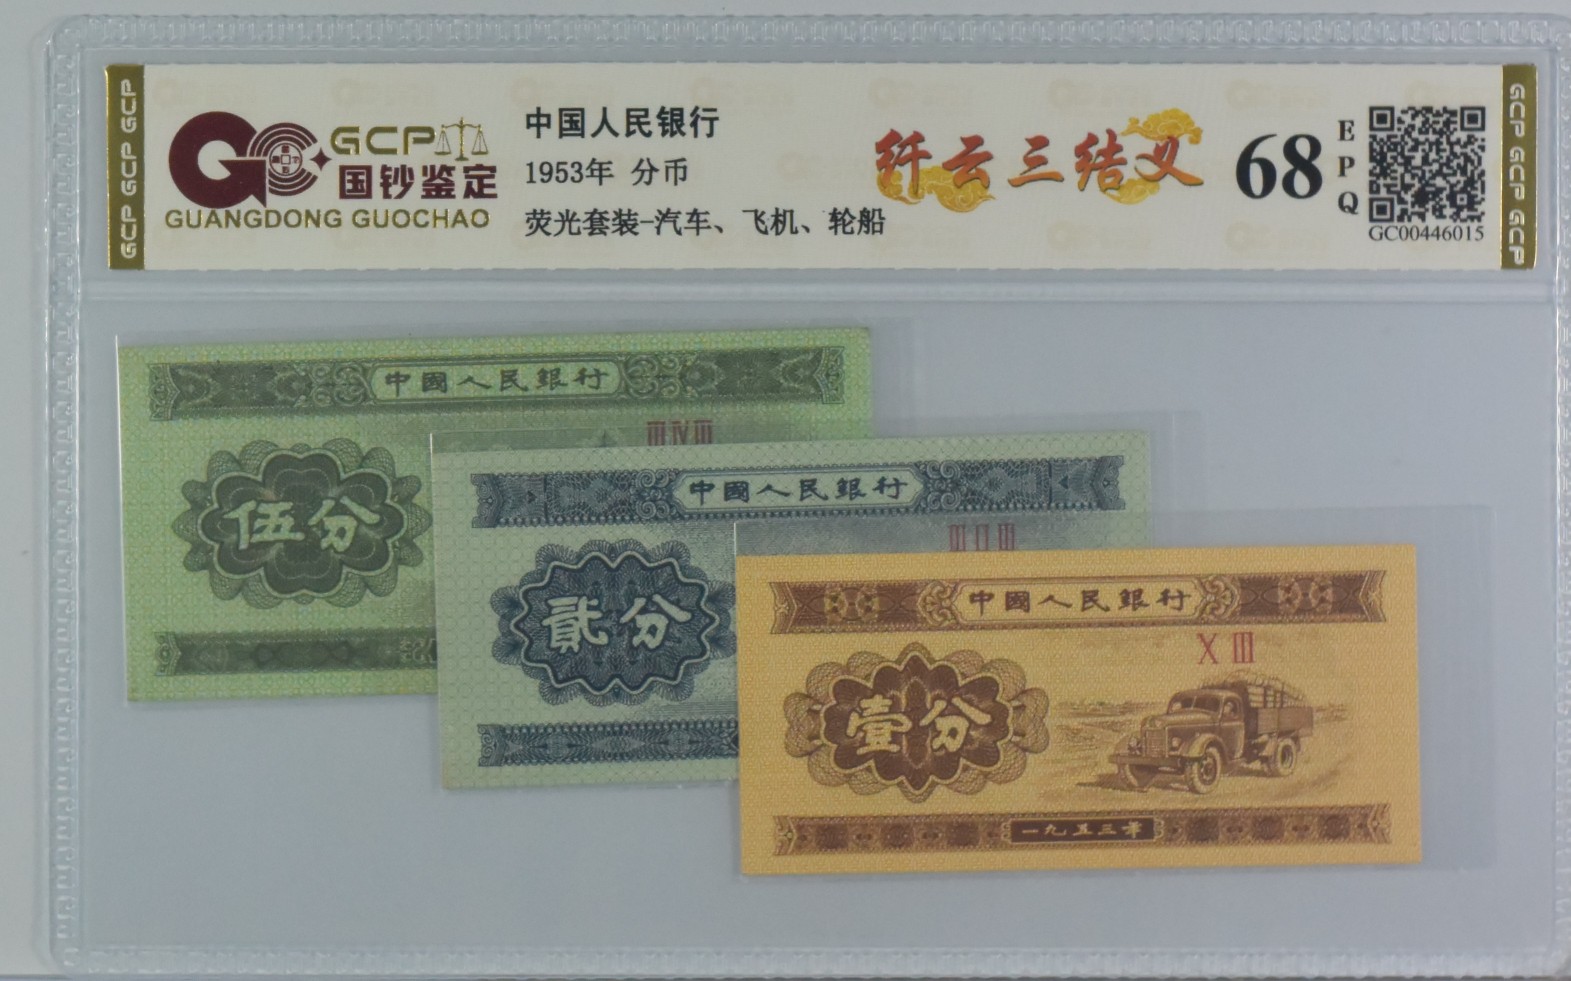 GCP GCP GCP
GCP
国钞鉴定
GUANGDONG GUOCHAO
中国人民银行
1953年 分币
荧光套装-汽车、飞机、轮船
纤云三结义
68
EPQ
GC00446015
GCP GCP GCP
中國人民銀行
伍分
中國人民銀行
貳分
中國人民銀行
X III
壹分
一九五三年